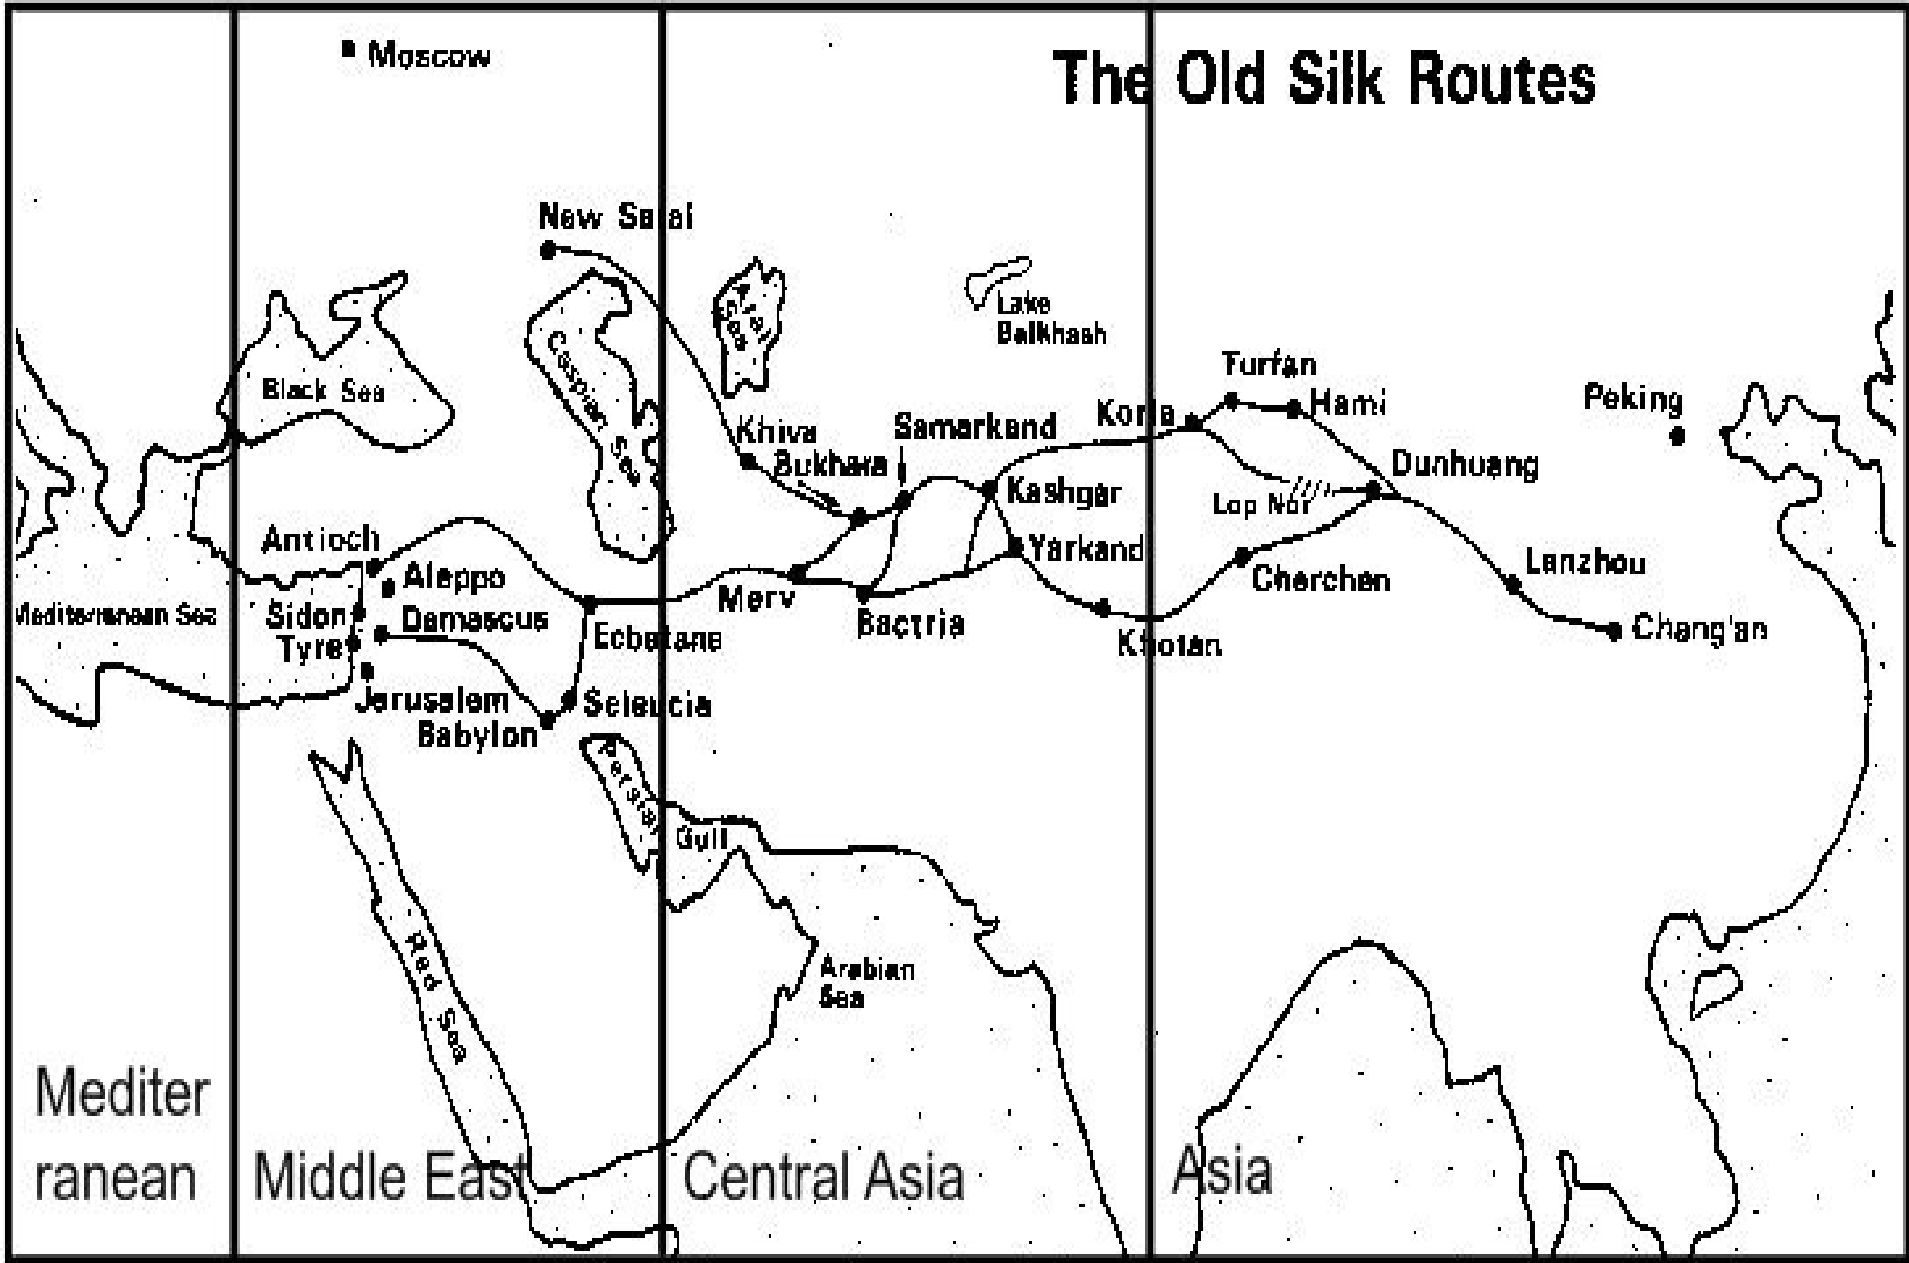 Moscow
The Old Silk Routes
New Sarai
Aral
Sea
Lake
Balkhash
Caspian Sea
Black Sea
Turfan
Hami
Peking
Korla
Samarkand
Khiva
Bukhara
Kashgar
Dunhuang
Lop Nor
Antioch
Aleppo
Yarkand
Cherchen
Lanzhou
Mediterranean Sea
Sidon
Damascus
Tyre
Ecbatane
Merv
Bactria
Khotan
Chang'an
Jerusalem
Seleucia
Babylon
Persian Gulf
Red Sea
Arabian
Sea
Mediter
ranean
Middle East
Central Asia
Asia